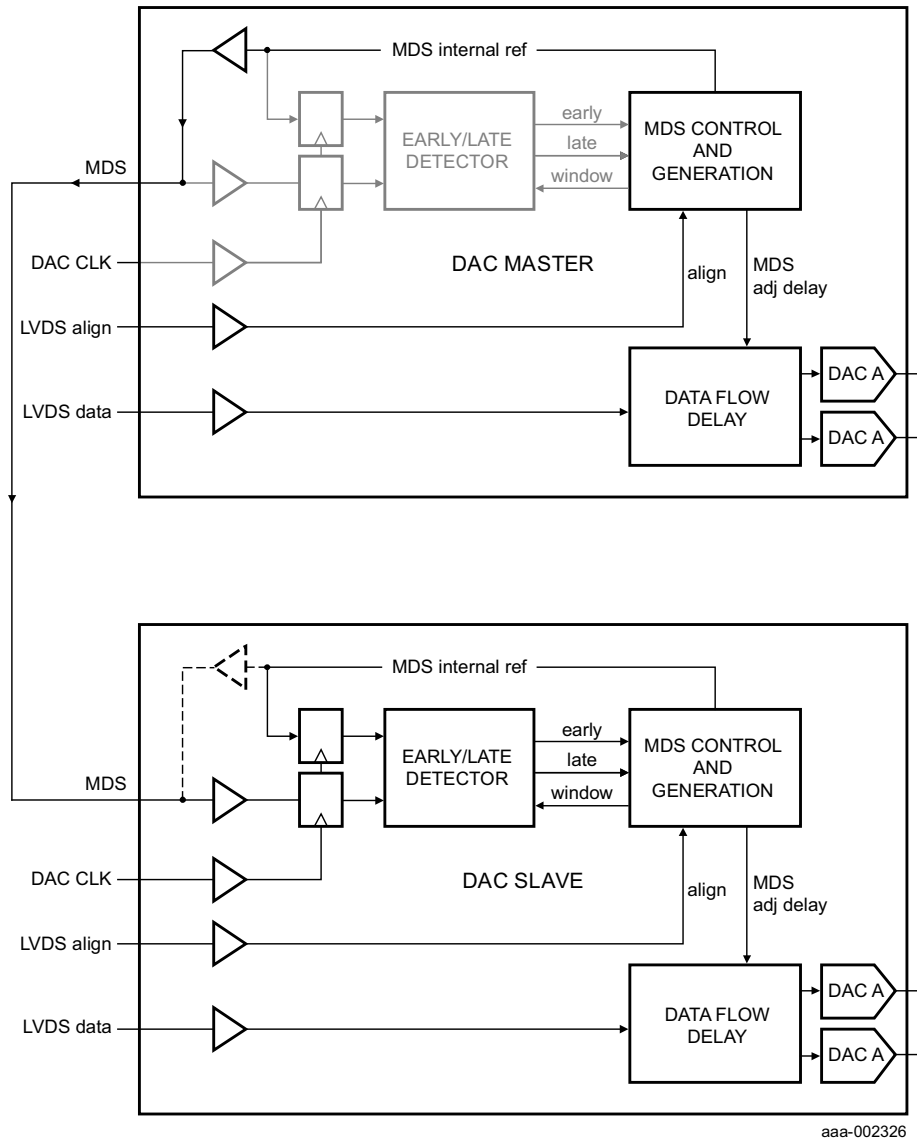 MDS internal ref
EARLY/LATE
DETECTOR
early
late
window
MDS CONTROL
AND
GENERATION
MDS
DAC CLK
DAC MASTER
align
MDS
adj delay
LVDS align
LVDS data
DATA FLOW
DELAY
DAC A
DAC A
MDS internal ref
EARLY/LATE
DETECTOR
early
late
window
MDS CONTROL
AND
GENERATION
MDS
DAC CLK
DAC SLAVE
align
MDS
adj delay
LVDS align
LVDS data
DATA FLOW
DELAY
DAC A
DAC A
aaa-002326